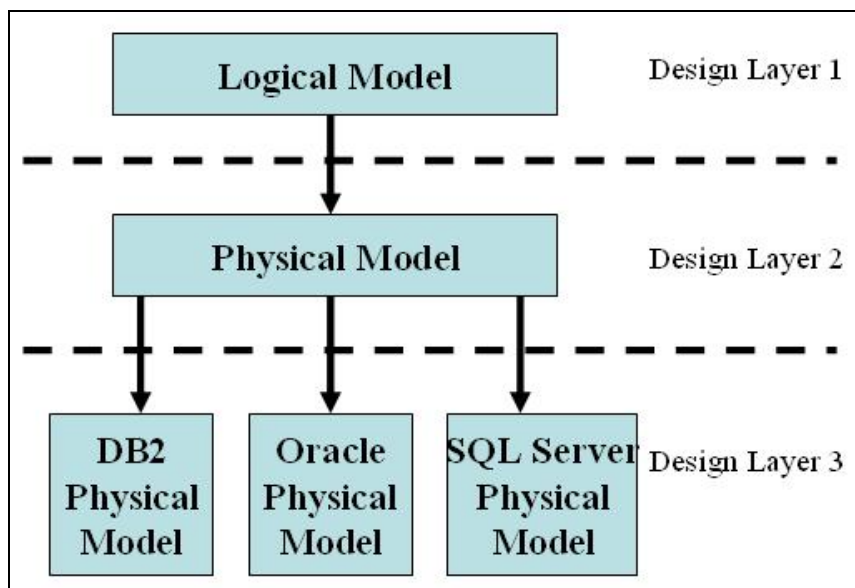 Logical Model
Design Layer 1
Physical Model
Design Layer 2
DB2
Physical
Model
Oracle
Physical
Model
SQL Server
Physical
Model
Design Layer 3